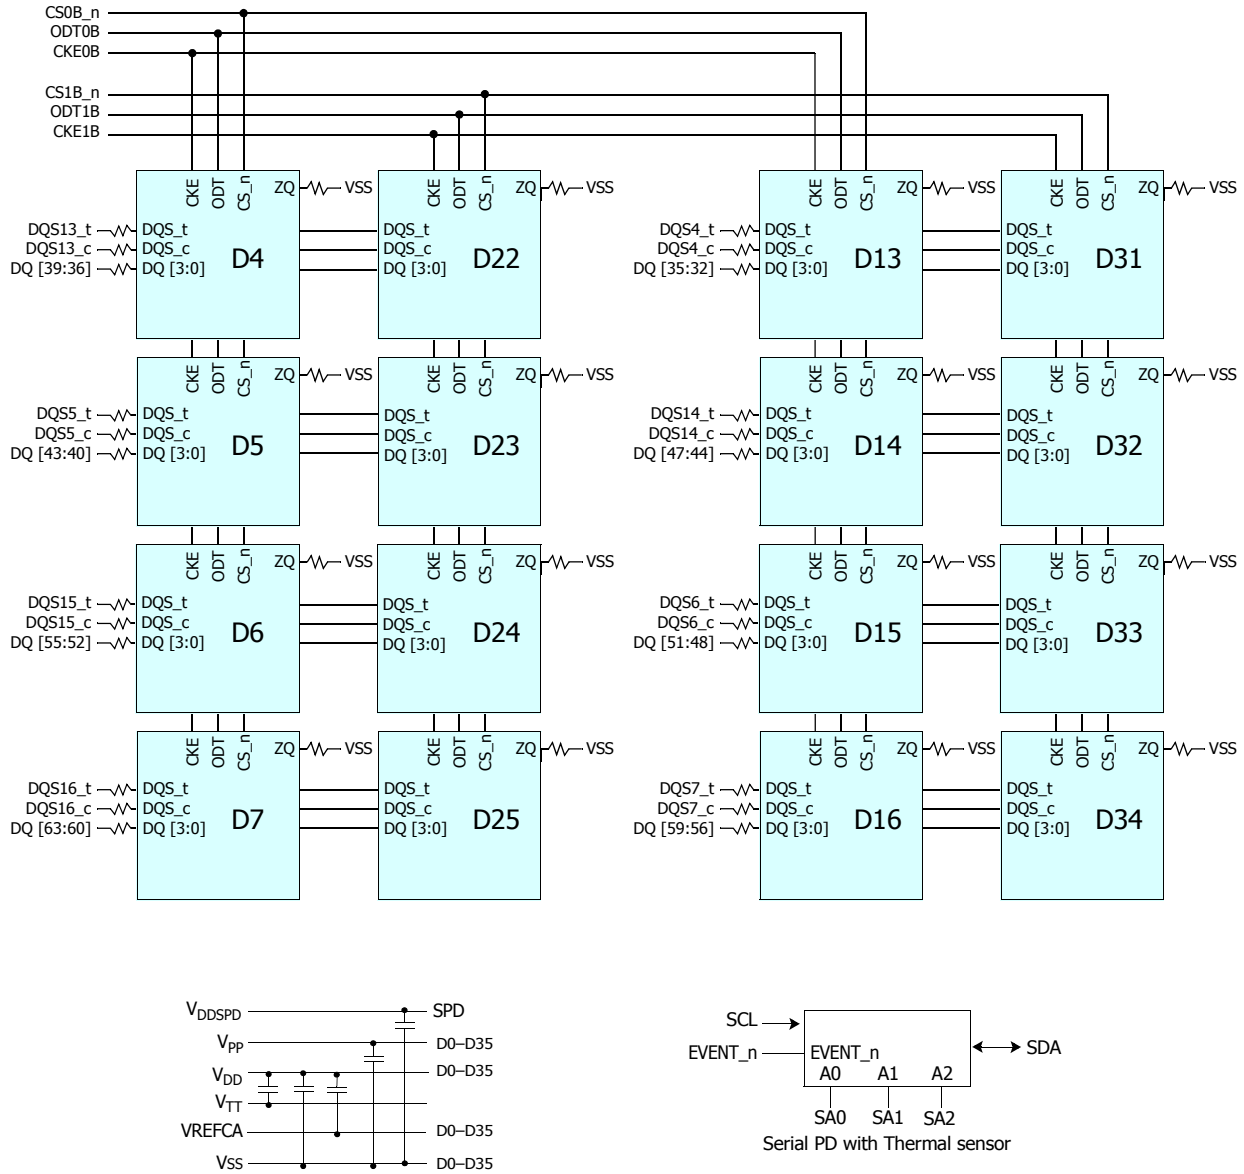 CS0B_n
ODT0B
CKE0B
CS1B_n
ODT1B
CKE1B
CKE ODT CS_n ZQ VSS CKE ODT CS_n ZQ VSS CKE ODT CS_n ZQ VSS CKE ODT CS_n ZQ VSS
DQS13_t DQS_t DQS_t DQS4_t DQS_t DQS_t
DQS13_c DQS_c D4 DQS_c D22 DQS4_c DQS_c D13 DQS_c D31
DQ [39:36] DQ [3:0] DQ [3:0] DQ [35:32] DQ [3:0] DQ [3:0]
CKE ODT CS_n ZQ VSS CKE ODT CS_n ZQ VSS CKE ODT CS_n ZQ VSS CKE ODT CS_n ZQ VSS
DQS5_t DQS_t DQS_t DQS14_t DQS_t DQS_t
DQS5_c DQS_c D5 DQS_c D23 DQS14_c DQS_c D14 DQS_c D32
DQ [43:40] DQ [3:0] DQ [3:0] DQ [47:44] DQ [3:0] DQ [3:0]
CKE ODT CS_n ZQ VSS CKE ODT CS_n ZQ VSS CKE ODT CS_n ZQ VSS CKE ODT CS_n ZQ VSS
DQS15_t DQS_t DQS_t DQS6_t DQS_t DQS_t
DQS15_c DQS_c D6 DQS_c D24 DQS6_c DQS_c D15 DQS_c D33
DQ [55:52] DQ [3:0] DQ [3:0] DQ [51:48] DQ [3:0] DQ [3:0]
CKE ODT CS_n ZQ VSS CKE ODT CS_n ZQ VSS CKE ODT CS_n ZQ VSS CKE ODT CS_n ZQ VSS
DQS16_t DQS_t DQS_t DQS7_t DQS_t DQS_t
DQS16_c DQS_c D7 DQS_c D25 DQS7_c DQS_c D16 DQS_c D34
DQ [63:60] DQ [3:0] DQ [3:0] DQ [59:56] DQ [3:0] DQ [3:0]
VDDSPD SPD
VPP D0–D35
VDD D0–D35
VTT
VREFCA D0–D35
VSS D0–D35
SCL
EVENT_n EVENT_n SDA
A0 A1 A2
SA0 SA1 SA2
Serial PD with Thermal sensor